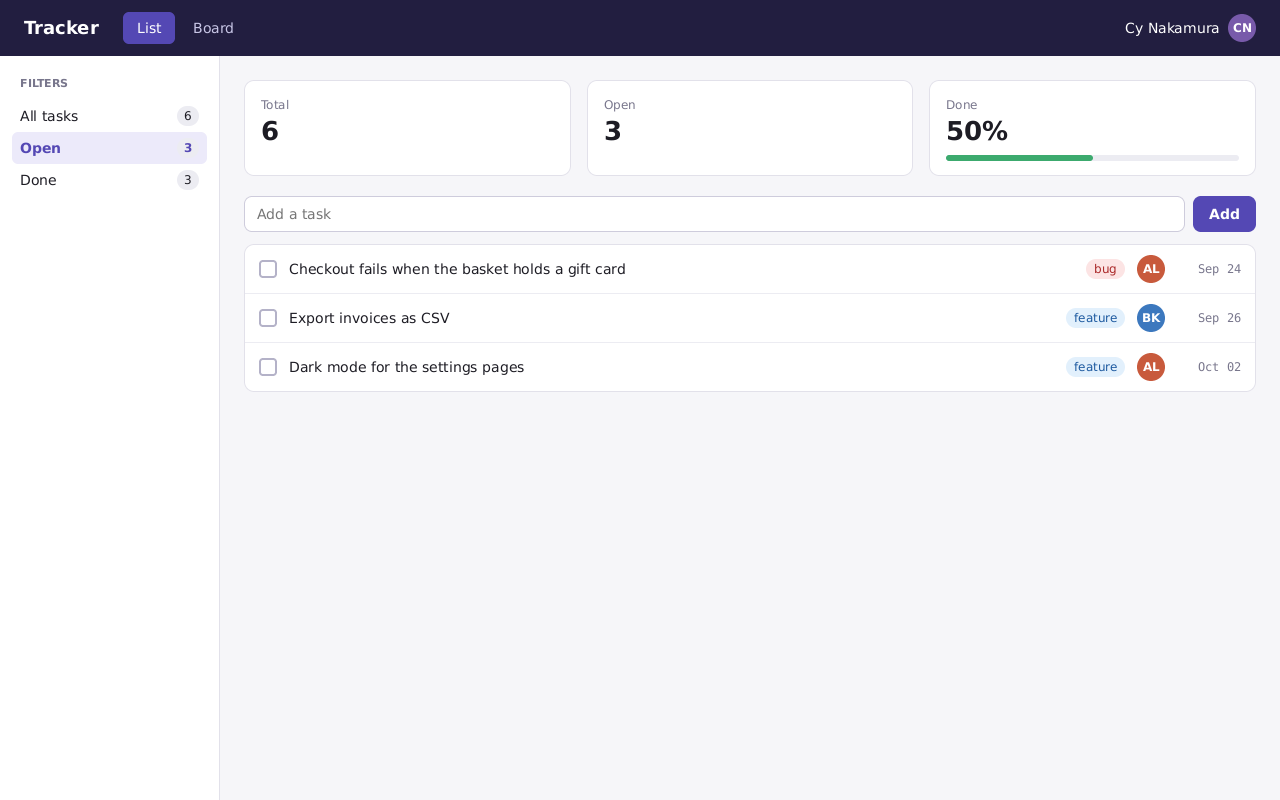 Tracker List Board Cy Nakamura CN
FILTERS
All tasks 6
Open 3
Done 3
Total
6
Open
3
Done
50%
Add a task Add
Checkout fails when the basket holds a gift card bug AL Sep 24
Export invoices as CSV feature BK Sep 26
Dark mode for the settings pages feature AL Oct 02